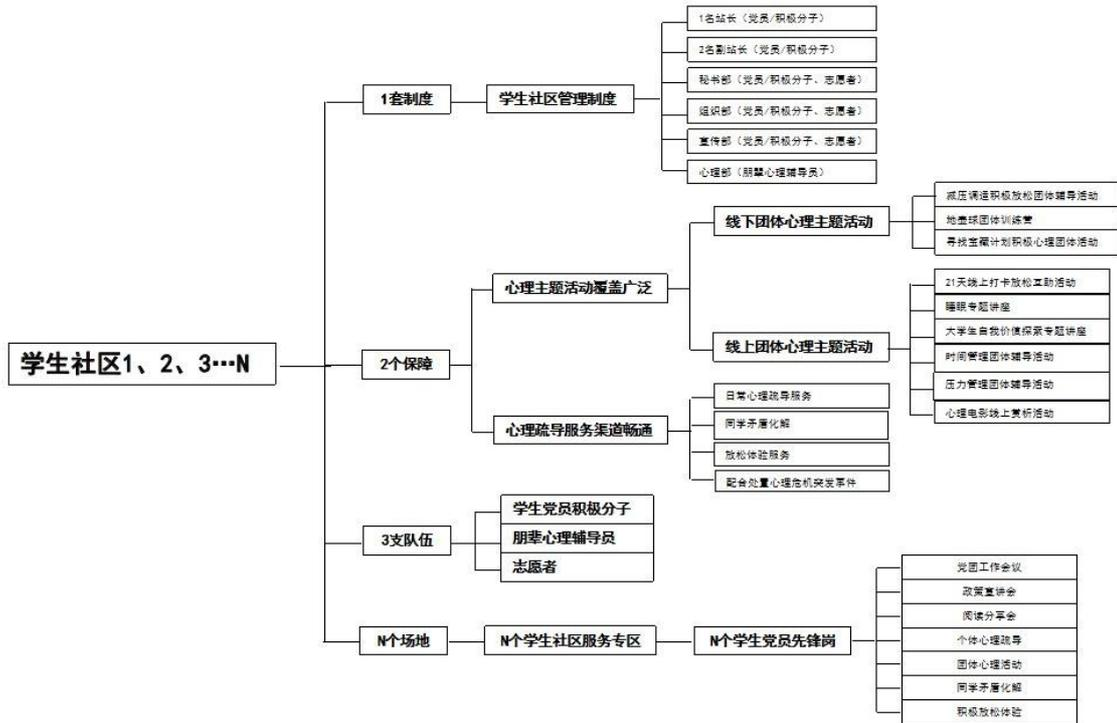 学生社区1、2、3…N
1套制度
学生社区管理制度
1名站长（党员/积极分子）
2名副站长（党员/积极分子）
秘书部（党员/积极分子、志愿者）
组织部（党员/积极分子、志愿者）
宣传部（党员/积极分子、志愿者）
心理部（朋辈心理辅导员）
2个保障
心理主题活动覆盖广泛
线下团体心理主题活动
减压调适积极放松团体辅导活动
地壶球团体训练营
寻找宝藏计划积极心理团体活动
线上团体心理主题活动
21天线上打卡放松互助活动
睡眠专题讲座
大学生自我价值探索专题讲座
时间管理团体辅导活动
压力管理团体辅导活动
心理电影线上赏析活动
心理疏导服务渠道畅通
日常心理疏导服务
同学矛盾化解
放松体验服务
配合处置心理危机突发事件
3支队伍
学生党员积极分子
朋辈心理辅导员
志愿者
N个场地
N个学生社区服务专区
N个学生党员先锋岗
党团工作会议
政策宣讲会
阅读分享会
个体心理疏导
团体心理活动
同学矛盾化解
积极放松体验